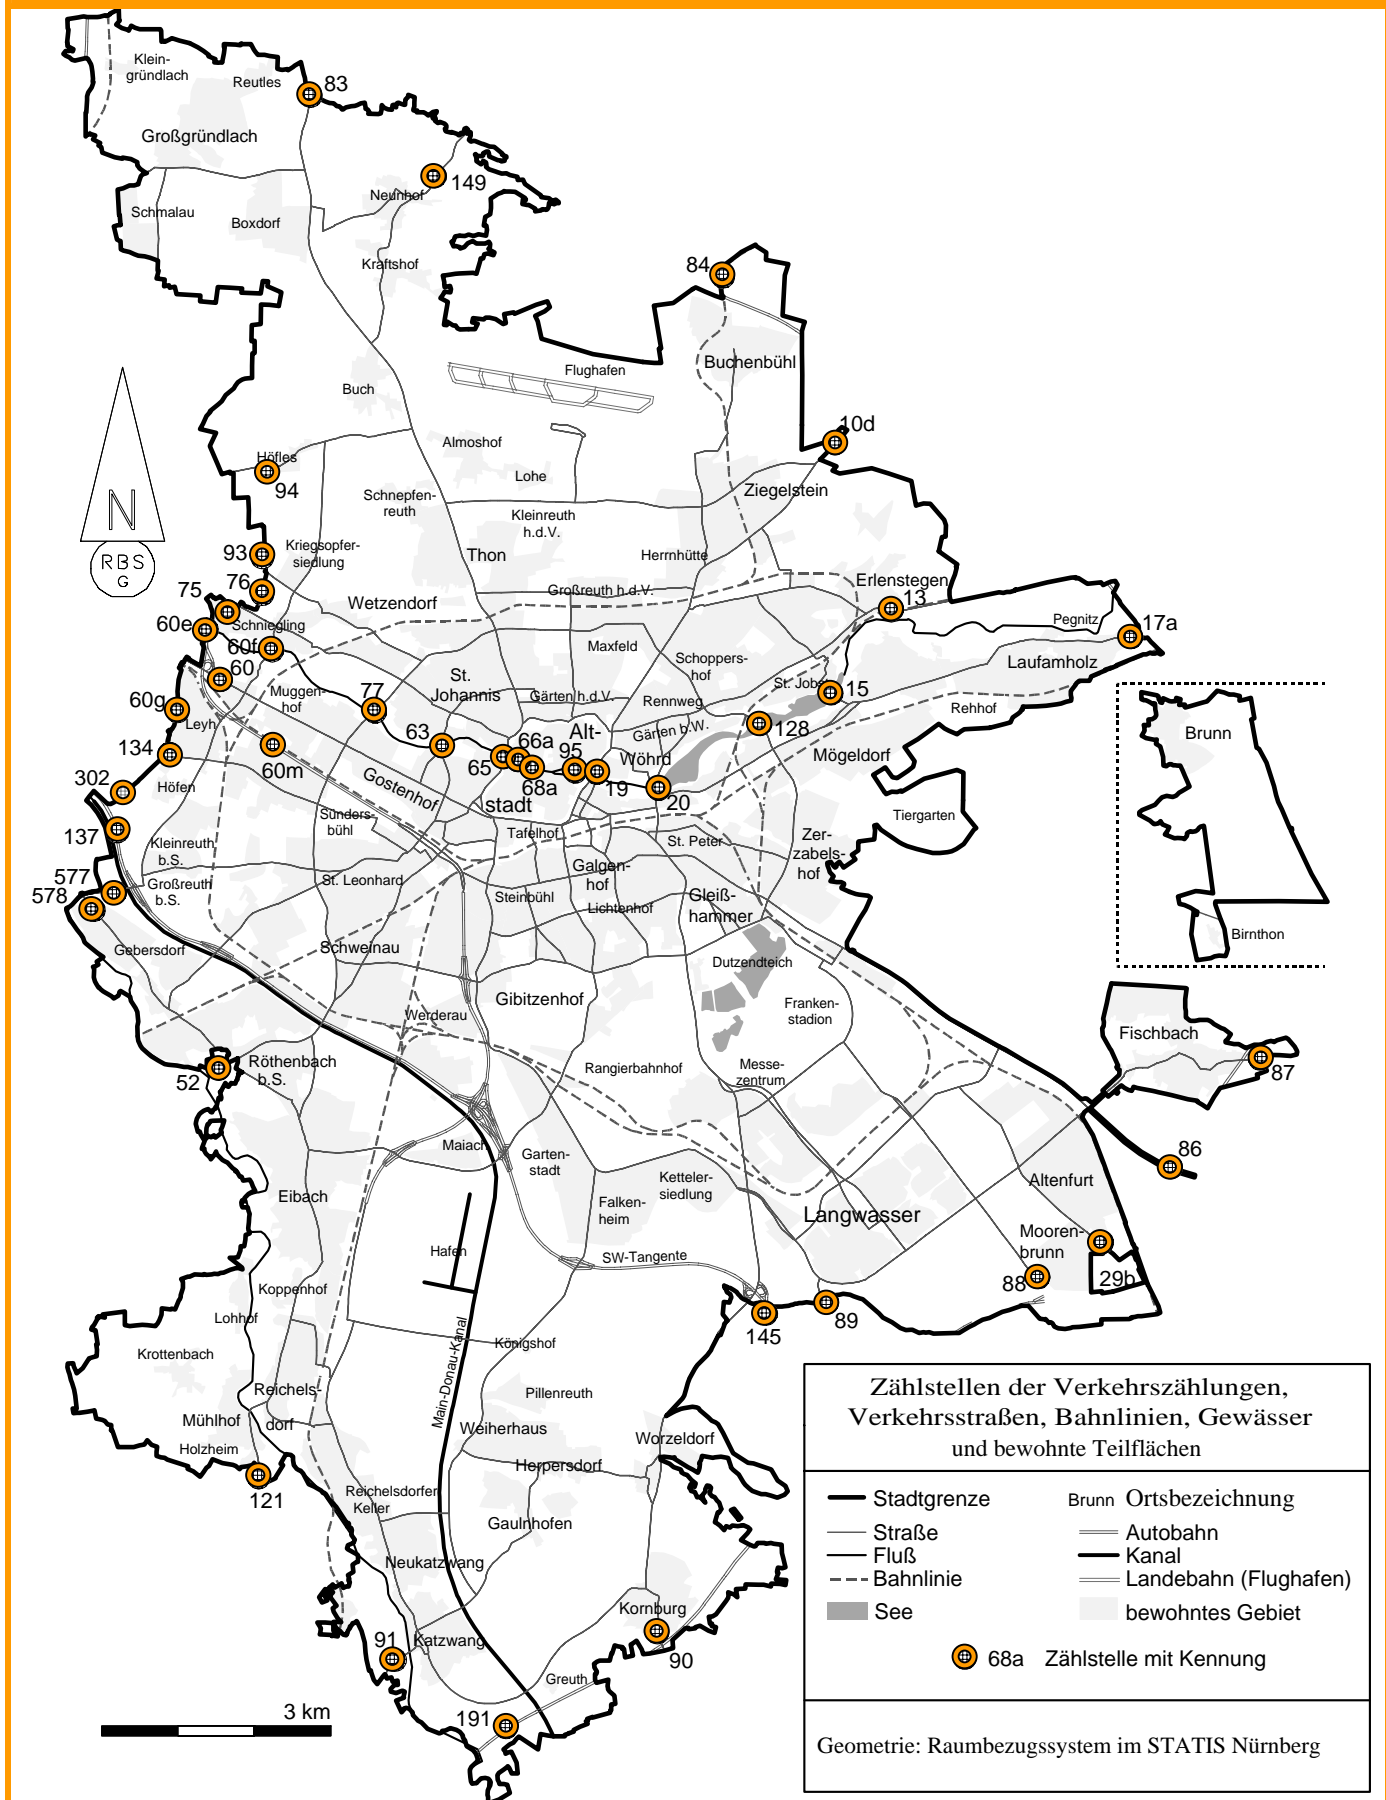 Klein-
gründlach
Reutles
83
Großgründlach
149
Neunhof
Schmalau
Boxdorf
Kraftshof
84
Buchenbühl
Flughafen
Buch
10d
Almoshof
Höfles
Lohe
94
Ziegelstein
Schnepfen-
reuth
Kleinreuth
h.d.V.
N
RBS
G
93
Kriegsopfer-
siedlung
Thon
Herrnhütte
76
Erlenstegen
75
Wetzendorf
Großreuth h.d.V.
13
Pegnitz
60e
Schniegling
17a
60f
Maxfeld
Schoppers-
hof
Laufamholz
60
St.
Johannis
St. Jobst
15
Muggen-
hof
77
Gärten h.d.V.
Rennweg
Rehhof
60g
Leyh
63
66a
Alt-
Gärten b.W.
128
Brunn
134
60m
65
95
Wöhrd
Mögeldorf
302
Höfen
Gostenhof
68a
19
20
stadt
Tiergarten
137
Sünders-
bühl
Tafelhof
St. Peter
Zer-
zabels-
hof
Kleinreuth
b.S.
577
Großreuth
b.S.
St. Leonhard
Galgen-
hof
578
Steinbühl
Gleiß-
hammer
Lichtenhof
Birnthon
Gebersdorf
Schweinau
Dutzendteich
Gibitzenhof
Franken-
stadion
Werderau
Fischbach
52
Röthenbach
b.S.
Rangierbahnhof
Messe-
zentrum
87
Maiach
Garten-
stadt
86
Ketteler-
siedlung
Altenfurt
Eibach
Falken-
heim
Langwasser
Mooren-
brunn
Hafen
SW-Tangente
29b
88
Koppenhof
Lohhof
145
89
Königshof
Krottenbach
Main-Donau-Kanal
Reichels-
dorf
Pillenreuth
Mühlhof
Weiherhaus
Holzheim
Worzeldorf
Herpersdorf
121
Reichelsdorfer
Keller
Gaulnhofen
Neukatzwang
Kornburg
91
Katzwang
90
Greuth
191
3 km
Zählstellen der Verkehrszählungen,
Verkehrsstraßen, Bahnlinien, Gewässer
und bewohnte Teilflächen
Stadtgrenze
Brunn Ortsbezeichnung
Straße
Autobahn
Fluß
Kanal
Bahnlinie
Landebahn (Flughafen)
See
bewohntes Gebiet
68a Zählstelle mit Kennung
Geometrie: Raumbezugssystem im STATIS Nürnberg